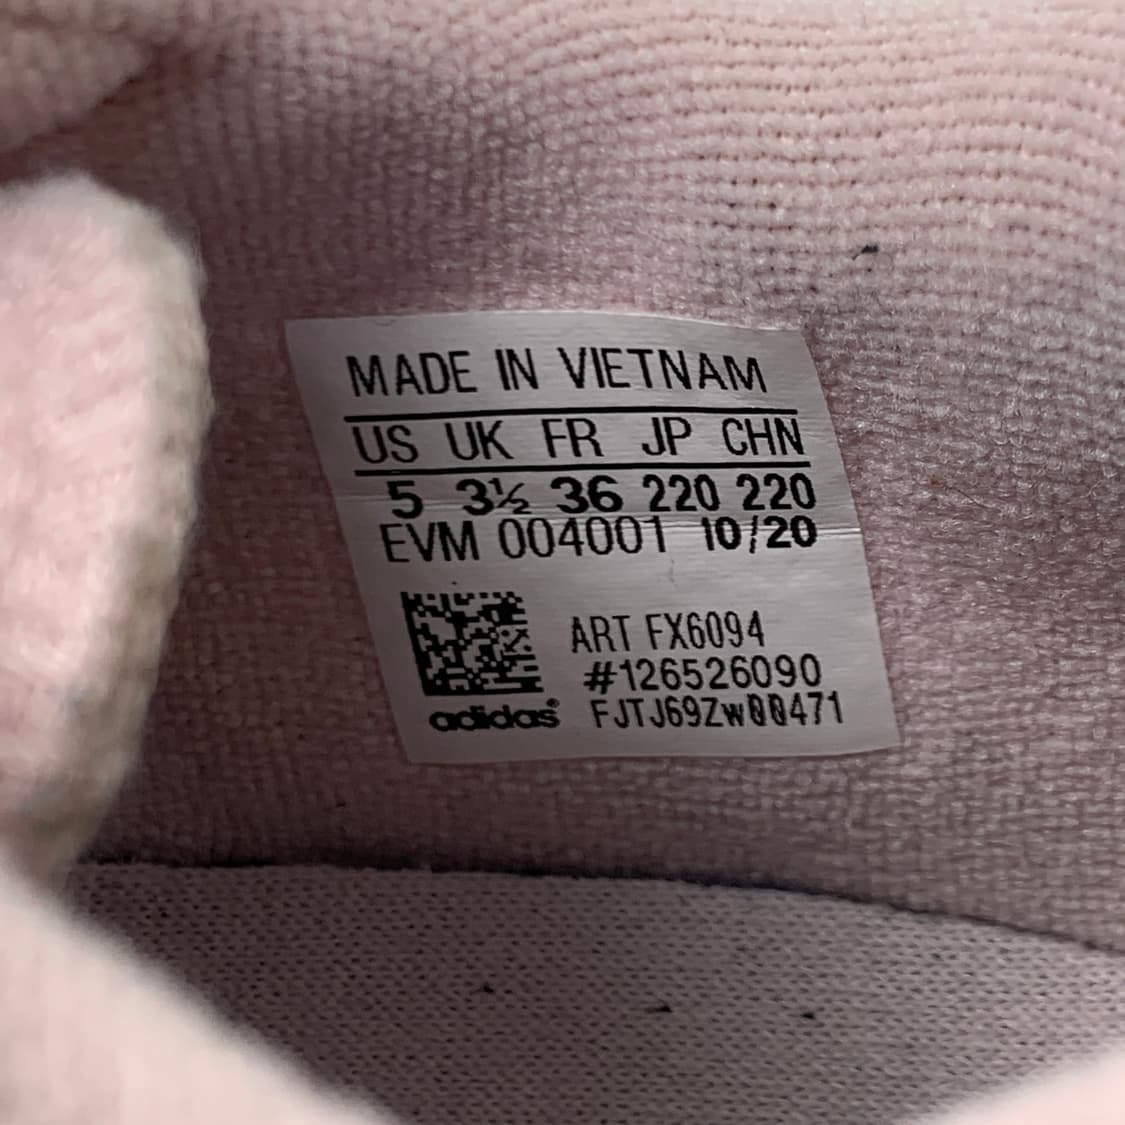 MADE IN VIETNAM
US UK FR JP CHN
5 3½ 36 220 220
EVM 004001 10/20
ART FX6094
#126526090
adidas® FJTJ69ZW00471